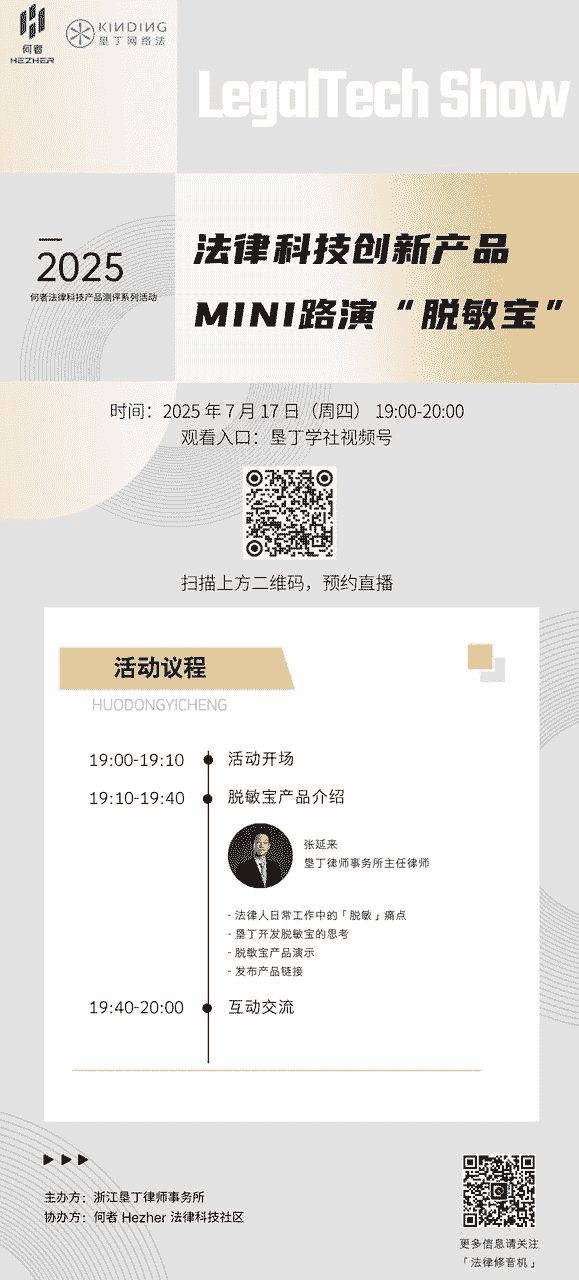 何者
HEZHER
KINDING
垦丁网络法
LegalTech Show
2025
何者法律科技产品测评系列活动
法律科技创新产品
MINI路演“脱敏宝”
时间：2025 年 7 月 17 日（周四） 19:00-20:00
观看入口：垦丁学社视频号
扫描上方二维码，预约直播
活动议程
HUODONGYICHENG
19:00-19:10 活动开场
19:10-19:40 脱敏宝产品介绍
张延来
垦丁律师事务所主任律师
- 法律人日常工作中的「脱敏」痛点
- 垦丁开发脱敏宝的思考
- 脱敏宝产品演示
- 发布产品链接
19:40-20:00 互动交流
主办方：浙江垦丁律师事务所
协办方：何者 Hezher 法律科技社区
更多信息请关注
「法律修音机」